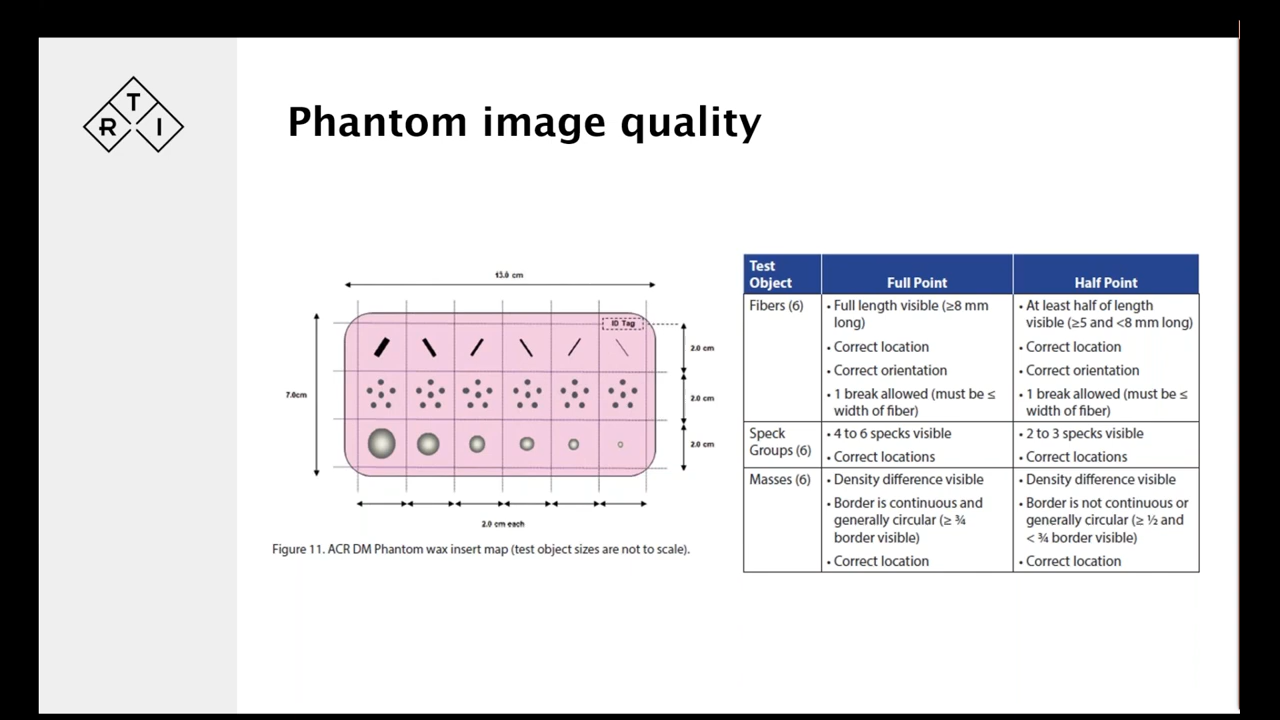 T
R I
Phantom image quality
13.0 cm
ID Tag
2.0 cm
7.0cm
2.0 cm
2.0 cm
2.0 cm each
Figure 11. ACR DM Phantom wax insert map (test object sizes are not to scale).
Test
Object
Full Point
Half Point
Fibers (6)
• Full length visible (≥8 mm
long)
• Correct location
• Correct orientation
• 1 break allowed (must be ≤
width of fiber)
• At least half of length
visible (≥5 and <8 mm long)
• Correct location
• Correct orientation
• 1 break allowed (must be ≤
width of fiber)
Speck
Groups (6)
• 4 to 6 specks visible
• Correct locations
• 2 to 3 specks visible
• Correct locations
Masses (6)
• Density difference visible
• Border is continuous and
generally circular (≥ ¾
border visible)
• Correct location
• Density difference visible
• Border is not continuous or
generally circular (≥ ½ and
< ¾ border visible)
• Correct location